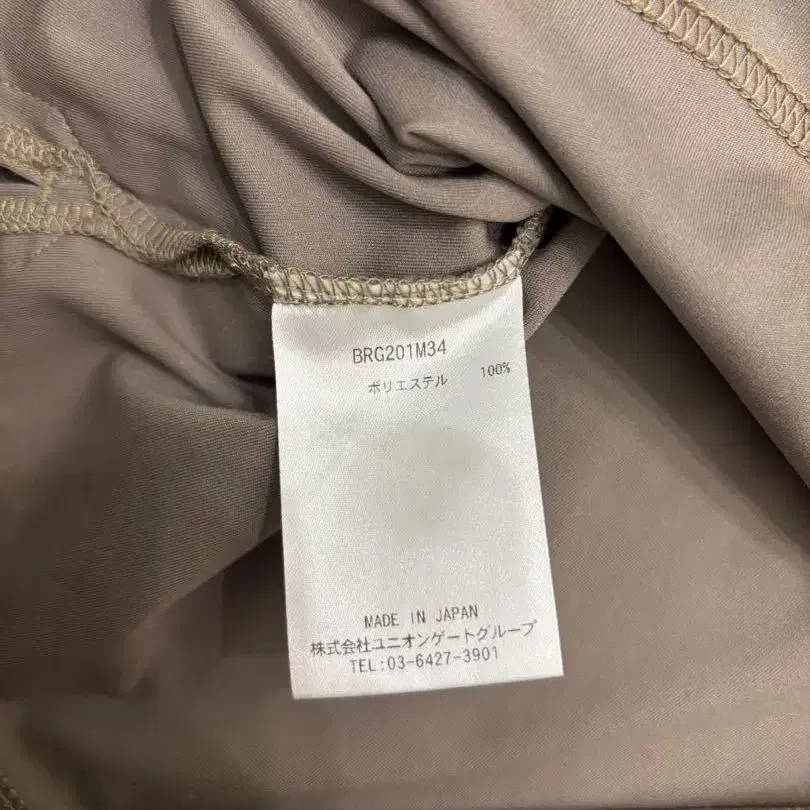 BRG201M34
ポリエステル 100%
MADE IN JAPAN
株式会社ユニオンゲートグループ
TEL:03-6427-3901